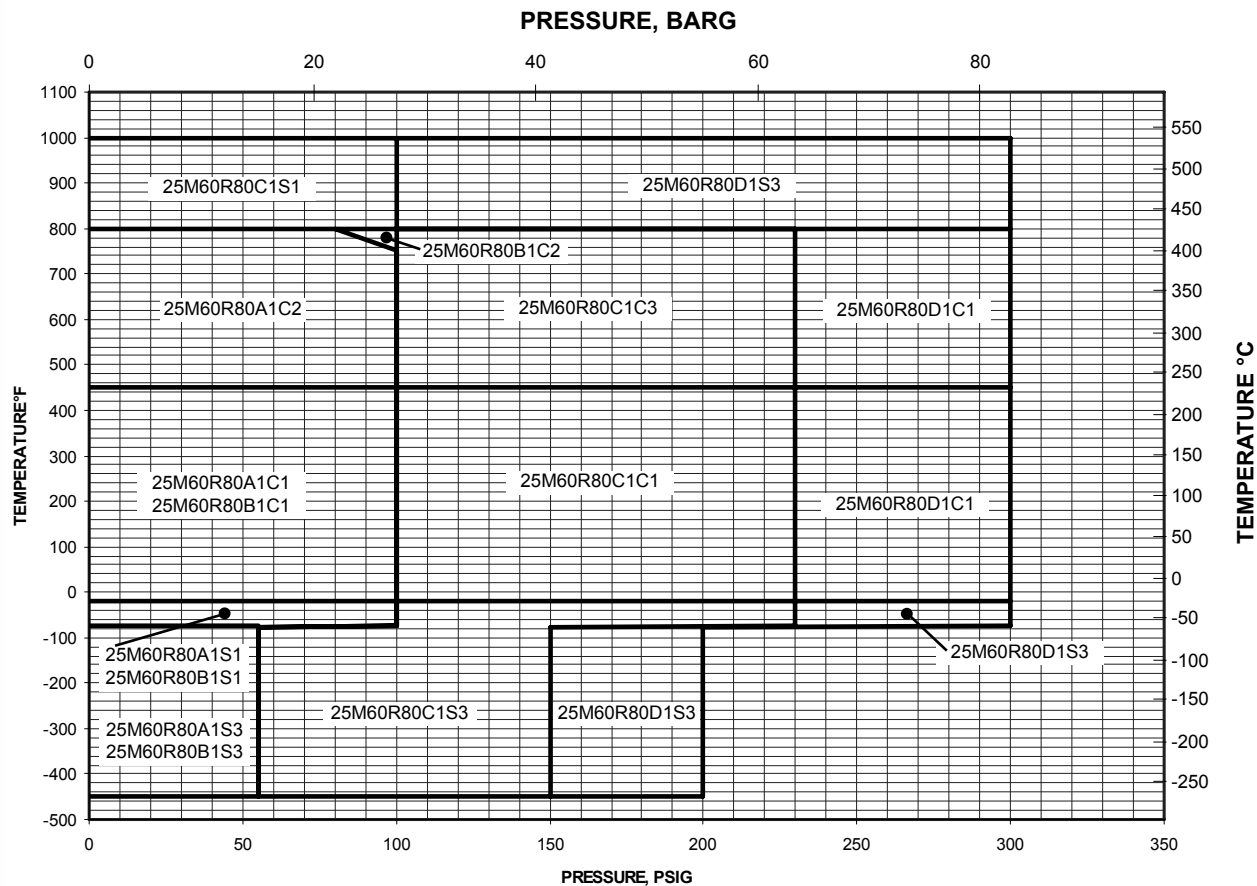 PRESSURE, BARG
0 20 40 60 80
1100
1000
900
800
700
600
500
400
300
200
100
0
-100
-200
-300
-400
-500
TEMPERATURE°F
25M60R80C1S1
25M60R80D1S3
25M60R80B1C2
25M60R80A1C2
25M60R80C1C3
25M60R80D1C1
25M60R80A1C1
25M60R80B1C1
25M60R80C1C1
25M60R80D1C1
25M60R80A1S1
25M60R80B1S1
25M60R80D1S3
25M60R80A1S3
25M60R80B1S3
25M60R80C1S3
25M60R80D1S3
550
500
450
400
350
300
250
200
150
100
50
0
-50
-100
-150
-200
-250
TEMPERATURE °C
0 50 100 150 200 250 300 350
PRESSURE, PSIG